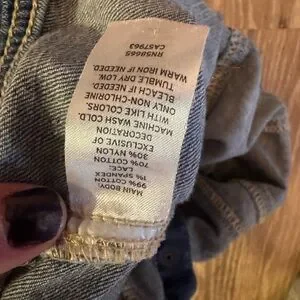 MAIN BODY:
99% COTTON
1% SPANDEX
LACE:
70% COTTON
30% NYLON
EXCLUSIVE OF
DECORATION
MACHINE WASH COLD.
WITH LIKE COLORS.
ONLY NON-CHLORINE
BLEACH IF NEEDED.
TUMBLE DRY LOW.
WARM IRON IF NEEDED.
CA57963
RN58665